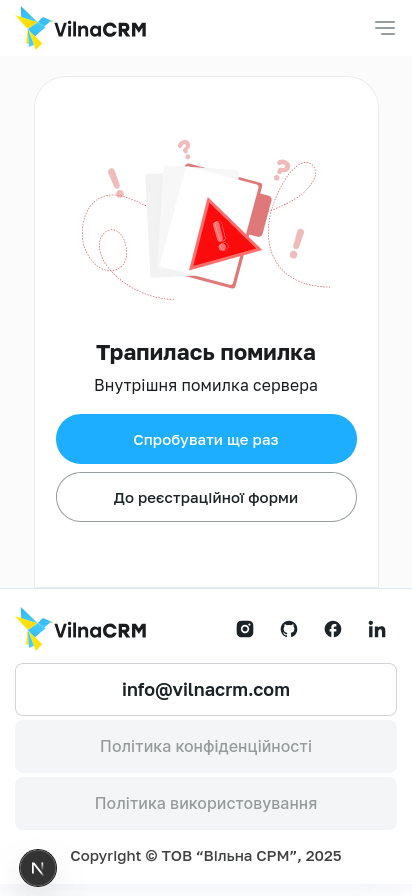 VilnaCRM
Трапилась помилка
Внутрішня помилка сервера
Спробувати ще раз
До реєстраційної форми
VilnaCRM
info@vilnacrm.com
Політика конфіденційності
Політика використовування
Copyright © ТОВ “Вільна СРМ”, 2025
N